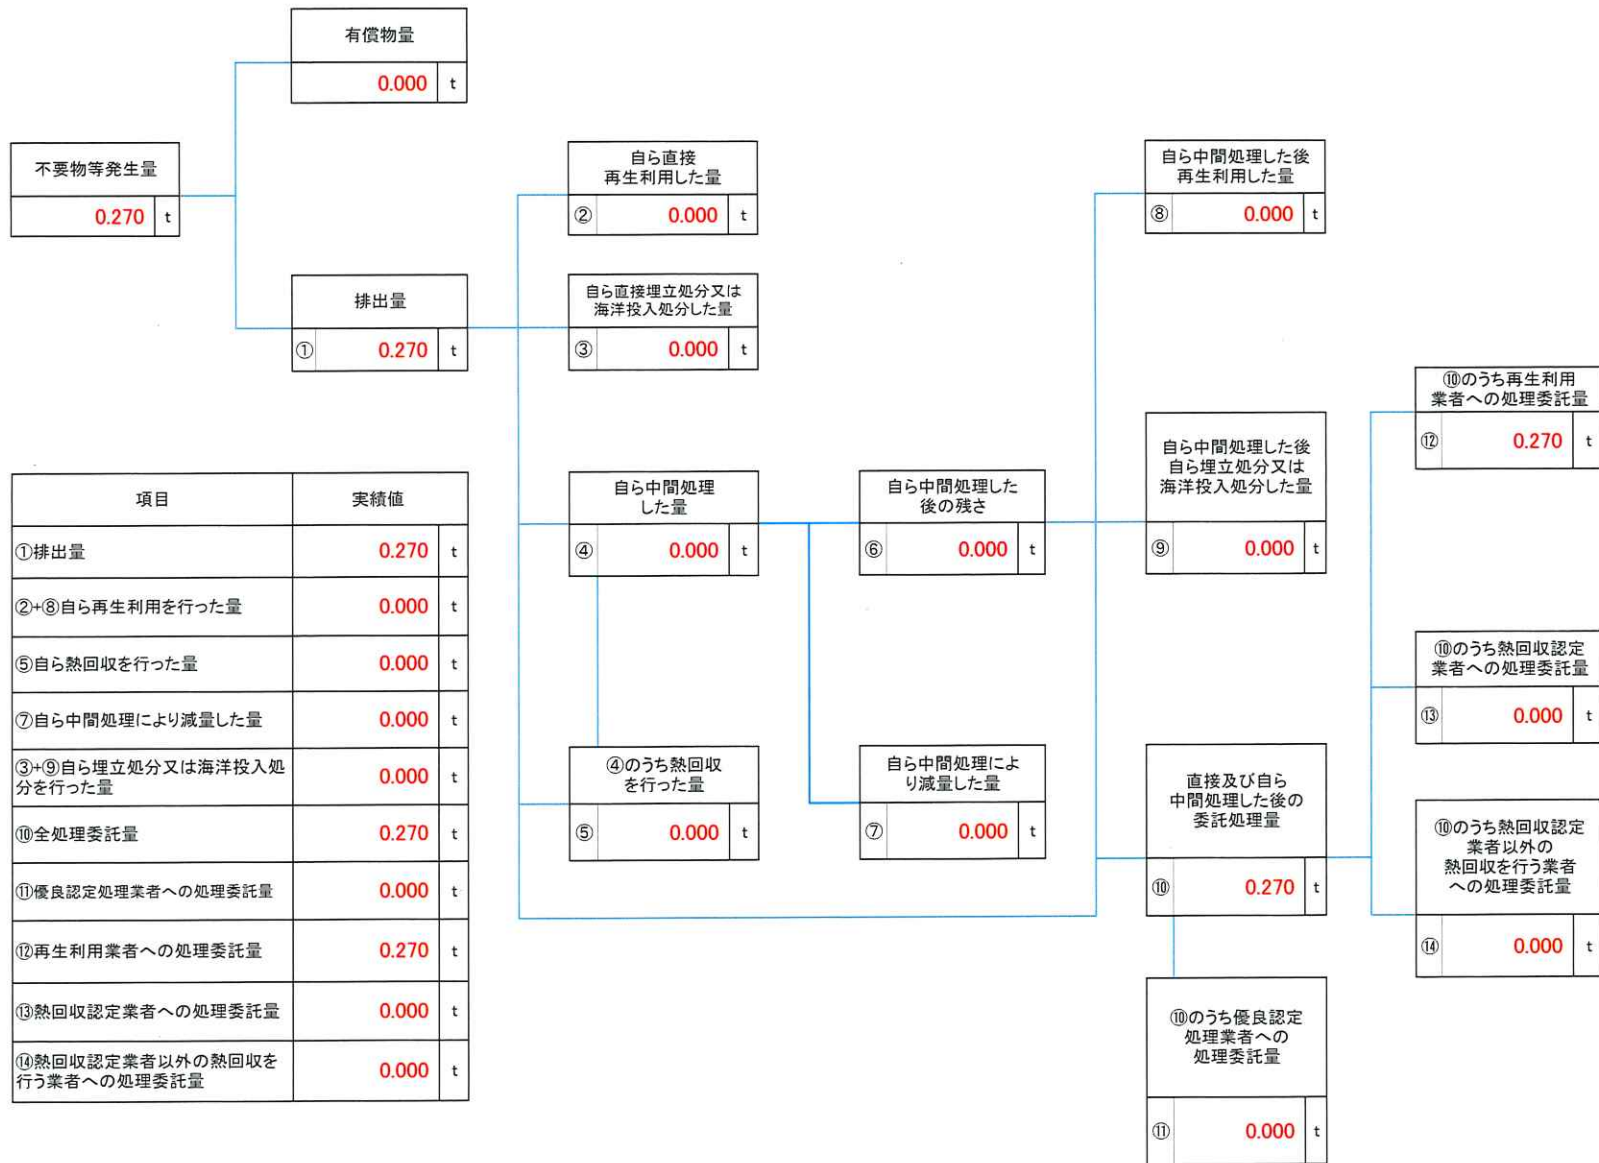 有償物量
0.000 t
不要物等発生量
0.270 t
排出量
① 0.270 t
自ら直接
再生利用した量
② 0.000 t
自ら直接埋立処分又は
海洋投入処分した量
③ 0.000 t
自ら中間処理
した量
④ 0.000 t
④のうち熱回収
を行った量
⑤ 0.000 t
自ら中間処理した
後の残さ
⑥ 0.000 t
自ら中間処理によ
り減量した量
⑦ 0.000 t
自ら中間処理した後
再生利用した量
⑧ 0.000 t
自ら中間処理した後
自ら埋立処分又は
海洋投入処分した量
⑨ 0.000 t
直接及び自ら
中間処理した後の
委託処理量
⑩ 0.270 t
⑩のうち優良認定
処理業者への
処理委託量
⑪ 0.000 t
⑩のうち再生利用
業者への処理委託量
⑫ 0.270 t
⑩のうち熱回収認定
業者への処理委託量
⑬ 0.000 t
⑩のうち熱回収認定
業者以外の
熱回収を行う業者
への処理委託量
⑭ 0.000 t
項目 実績値
①排出量 0.270 t
②+⑧自ら再生利用を行った量 0.000 t
⑤自ら熱回収を行った量 0.000 t
⑦自ら中間処理により減量した量 0.000 t
③+⑨自ら埋立処分又は海洋投入処
分を行った量 0.000 t
⑩全処理委託量 0.270 t
⑪優良認定処理業者への処理委託量 0.000 t
⑫再生利用業者への処理委託量 0.270 t
⑬熱回収認定業者への処理委託量 0.000 t
⑭熱回収認定業者以外の熱回収を
行う業者への処理委託量 0.000 t